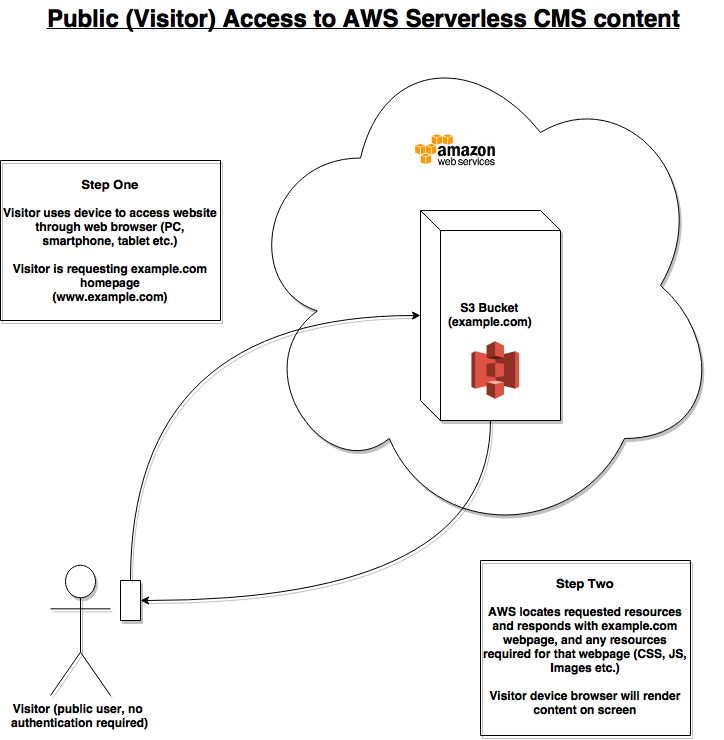 Public (Visitor) Access to AWS Serverless CMS content
amazon
web services
Step One
Visitor uses device to access website
through web browser (PC,
smartphone, tablet etc.)
Visitor is requesting example.com
homepage
(www.example.com)
S3 Bucket
(example.com)
Step Two
AWS locates requested resources
and responds with example.com
webpage, and any resources
required for that webpage (CSS, JS,
Images etc.)
Visitor device browser will render
content on screen
Visitor (public user, no
authentication required)